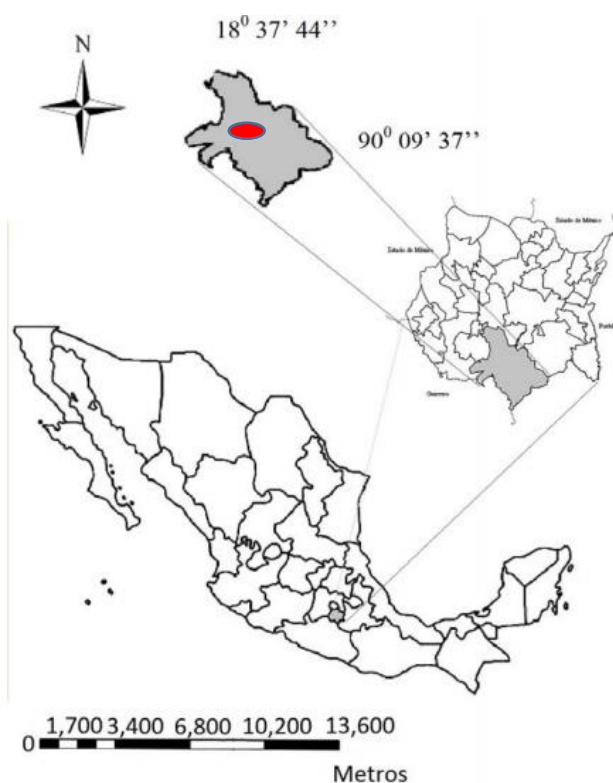 18⁰ 37’ 44’’
N
90⁰ 09’ 37’’
Estado de México
Estado de México
Puebla
Guerrero
0 1,700 3,400 6,800 10,200 13,600
Metros